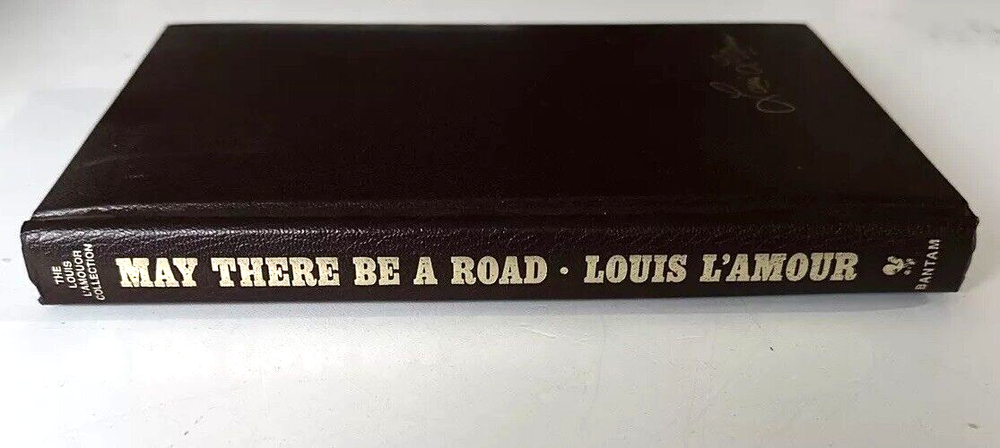 THE
LOUIS
L'AMOUR
COLLECTION
MAY THERE BE A ROAD · LOUIS L'AMOUR
BANTAM